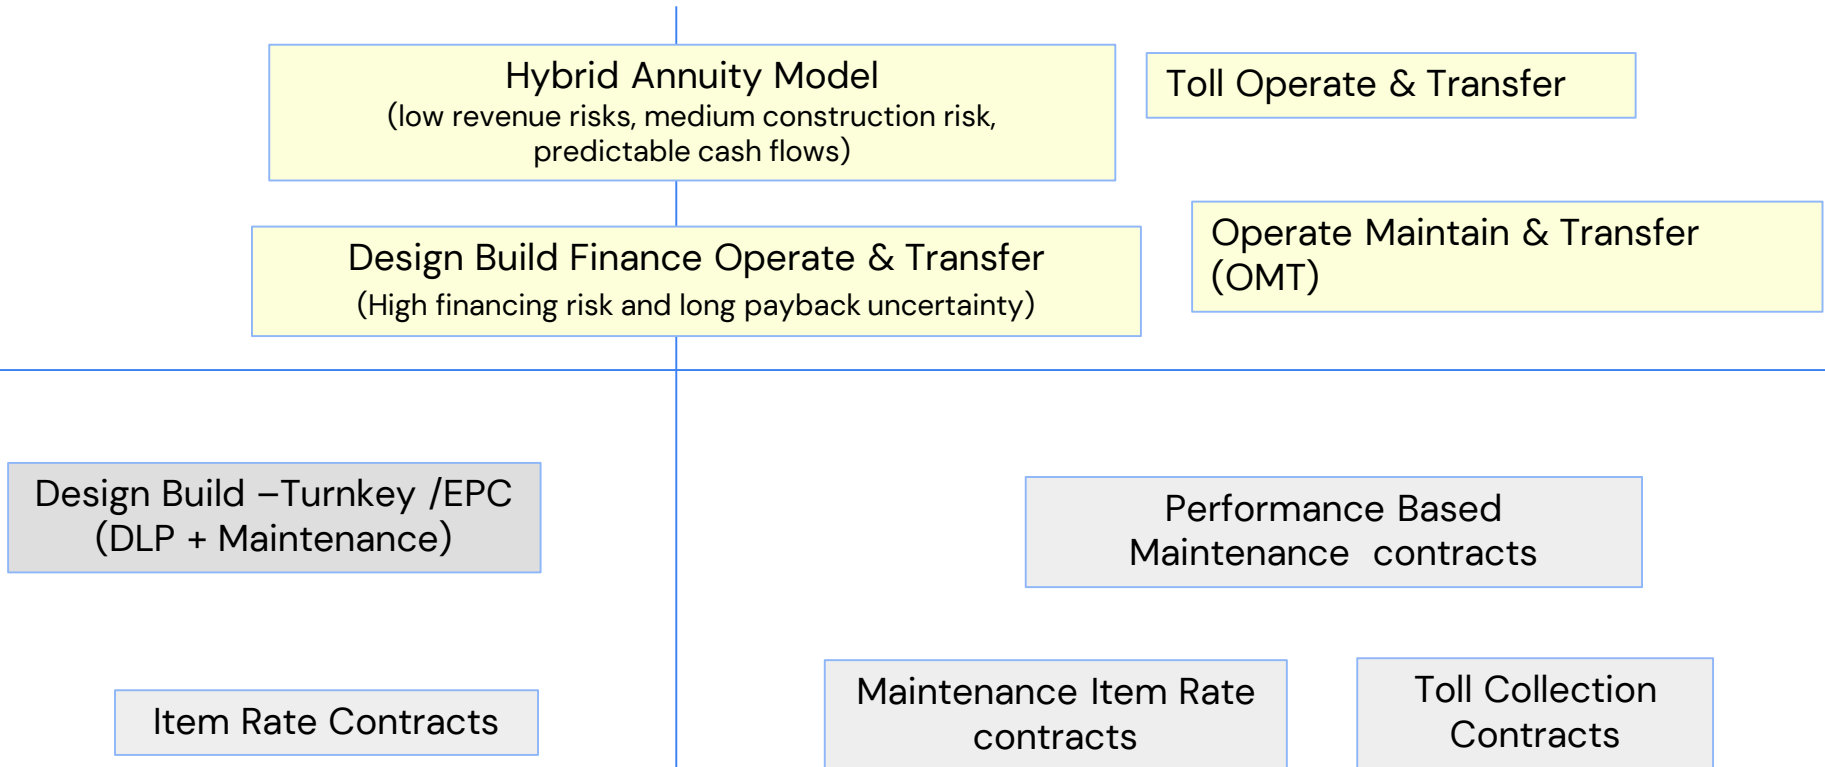 Hybrid Annuity Model
(low revenue risks, medium construction risk,
predictable cash flows)
Toll Operate & Transfer
Design Build Finance Operate & Transfer
(High financing risk and long payback uncertainty)
Operate Maintain & Transfer
(OMT)
Design Build –Turnkey /EPC
(DLP + Maintenance)
Performance Based
Maintenance contracts
Item Rate Contracts
Maintenance Item Rate
contracts
Toll Collection
Contracts